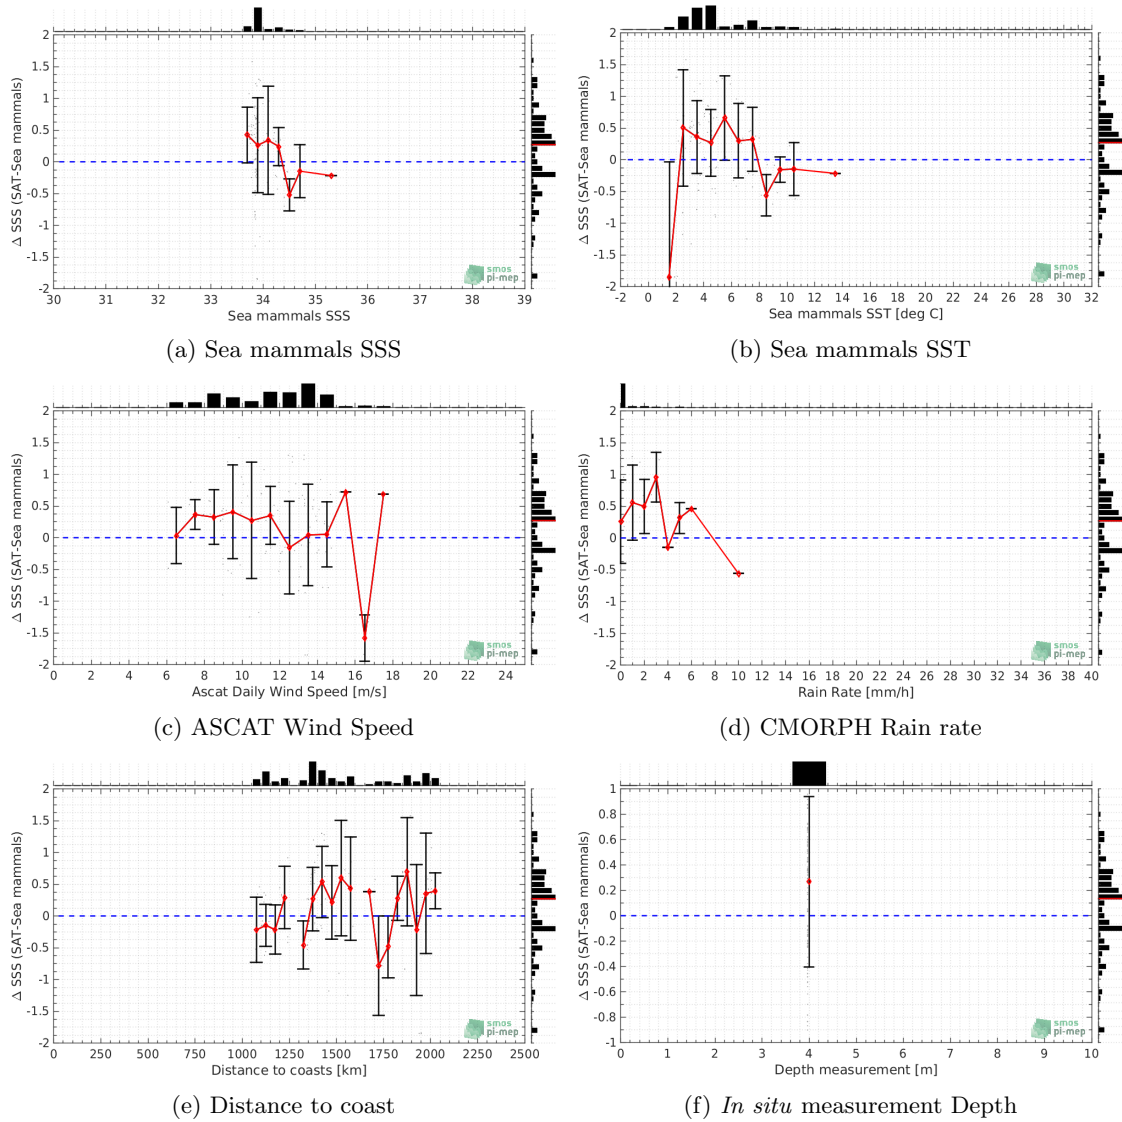 2
1.5
1
0.5
0
-0.5
-1
-1.5
-2
Δ SSS (SAT-Sea mammals)
30 31 32 33 34 35 36 37 38 39
Sea mammals SSS
smos
pi-mep
(a) Sea mammals SSS
2
1.5
1
0.5
0
-0.5
-1
-1.5
-2
Δ SSS (SAT-Sea mammals)
-2 0 2 4 6 8 10 12 14 16 18 20 22 24 26 28 30 32
Sea mammals SST [deg C]
smos
pi-mep
(b) Sea mammals SST
2
1.5
1
0.5
0
-0.5
-1
-1.5
-2
Δ SSS (SAT-Sea mammals)
0 2 4 6 8 10 12 14 16 18 20 22 24
Ascat Daily Wind Speed [m/s]
smos
pi-mep
(c) ASCAT Wind Speed
2
1.5
1
0.5
0
-0.5
-1
-1.5
-2
Δ SSS (SAT-Sea mammals)
0 2 4 6 8 10 12 14 16 18 20 22 24 26 28 30 32 34 36 38 40
Rain Rate [mm/h]
smos
pi-mep
(d) CMORPH Rain rate
2
1.5
1
0.5
0
-0.5
-1
-1.5
-2
Δ SSS (SAT-Sea mammals)
0 250 500 750 1000 1250 1500 1750 2000 2250 2500
Distance to coasts [km]
smos
pi-mep
(e) Distance to coast
1
0.8
0.6
0.4
0.2
0
-0.2
-0.4
-0.6
-0.8
-1
Δ SSS (SAT-Sea mammals)
0 1 2 3 4 5 6 7 8 9 10
Depth measurement [m]
smos
pi-mep
(f) In situ measurement Depth